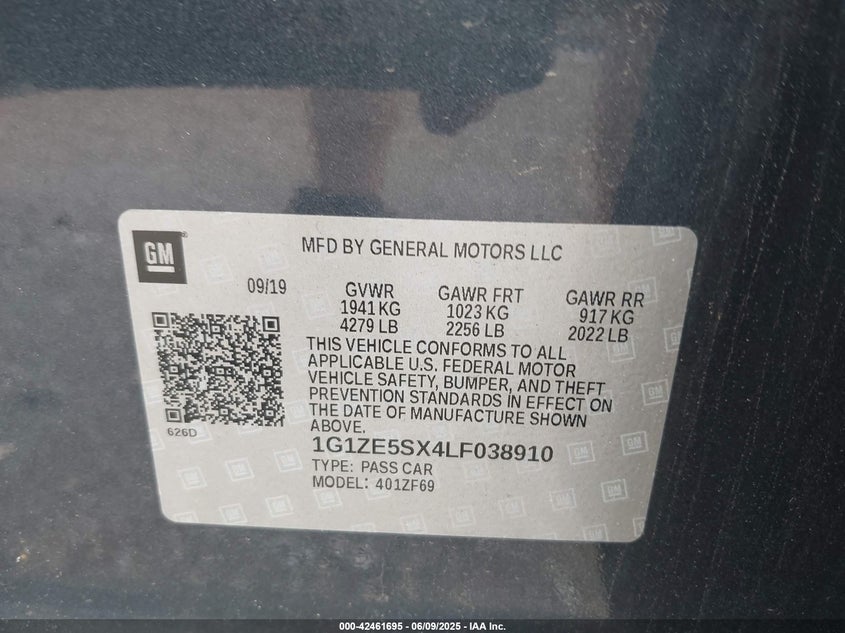 GM
MFD BY GENERAL MOTORS LLC
09/19
GVWR
1941 KG
4279 LB
GAWR FRT
1023 KG
2256 LB
GAWR RR
917 KG
2022 LB
THIS VEHICLE CONFORMS TO ALL
APPLICABLE U.S. FEDERAL MOTOR
VEHICLE SAFETY, BUMPER, AND THEFT
PREVENTION STANDARDS IN EFFECT ON
THE DATE OF MANUFACTURE SHOWN
ABOVE.
626D
1G1ZE5SX4LF038910
TYPE: PASS CAR
MODEL: 401ZF69
000-42461695 - 06/09/2025 - IAA Inc.